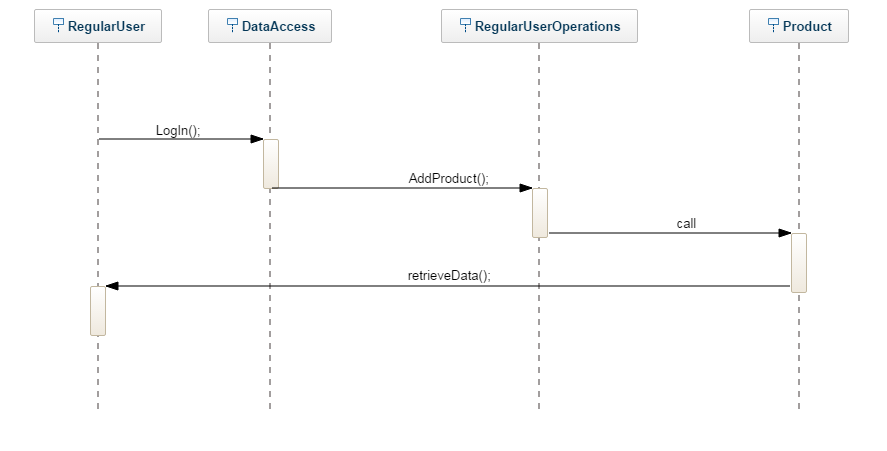 RegularUser
DataAccess
RegularUserOperations
Product
LogIn();
AddProduct();
call
retrieveData();